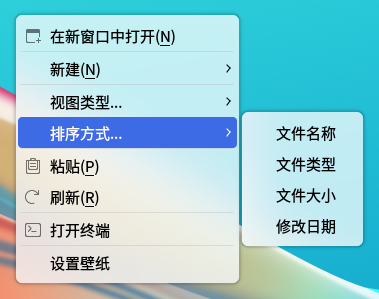 在新窗口中打开(N)
新建(N)
视图类型...
排序方式...
粘贴(P)
刷新(R)
打开终端
设置壁纸
文件名称
文件类型
文件大小
修改日期